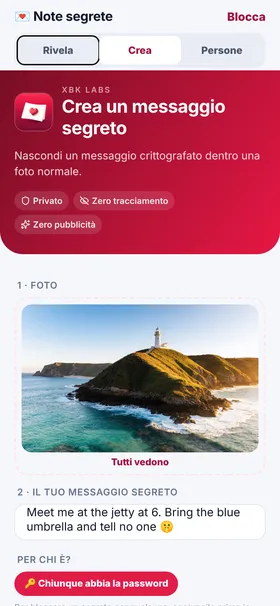 💌 Note segrete
Blocca
Rivela
Crea
Persone
XBK LABS
Crea un messaggio
segreto
Nascondi un messaggio crittografato dentro una
foto normale.
Privato
Zero tracciamento
Zero pubblicità
1 · FOTO
Tutti vedono
2 · IL TUO MESSAGGIO SEGRETO
Meet me at the jetty at 6. Bring the blue
umbrella and tell no one 🤫
PER CHI È?
🔑 Chiunque abbia la password